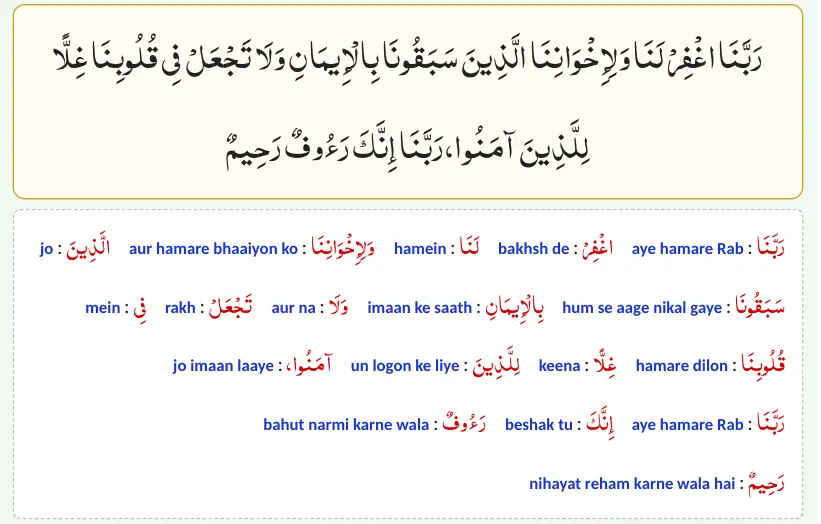 رَبَّنَا اغْفِرْ لَنَا وَلِإِخْوَانِنَا الَّذِينَ سَبَقُونَا بِالْإِيمَانِ وَلَا تَجْعَلْ فِي قُلُوبِنَا غِلًّا
لِلَّذِينَ آمَنُوا، رَبَّنَا إِنَّكَ رَءُوفٌ رَحِيمٌ
رَبَّنَا : aye hamare Rab اغْفِرْ : bakhsh de لَنَا : hamein وَلِإِخْوَانِنَا : aur hamare bhaaiyon ko الَّذِينَ : jo
سَبَقُونَا : hum se aage nikal gaye بِالْإِيمَانِ : imaan ke saath وَلَا : aur na تَجْعَلْ : rakh فِي : mein
قُلُوبِنَا : hamare dilon غِلًّا : keena لِلَّذِينَ : un logon ke liye آمَنُوا، : jo imaan laaye
رَبَّنَا : aye hamare Rab إِنَّكَ : beshak tu رَءُوفٌ : bahut narmi karne wala
رَحِيمٌ : nihayat reham karne wala hai